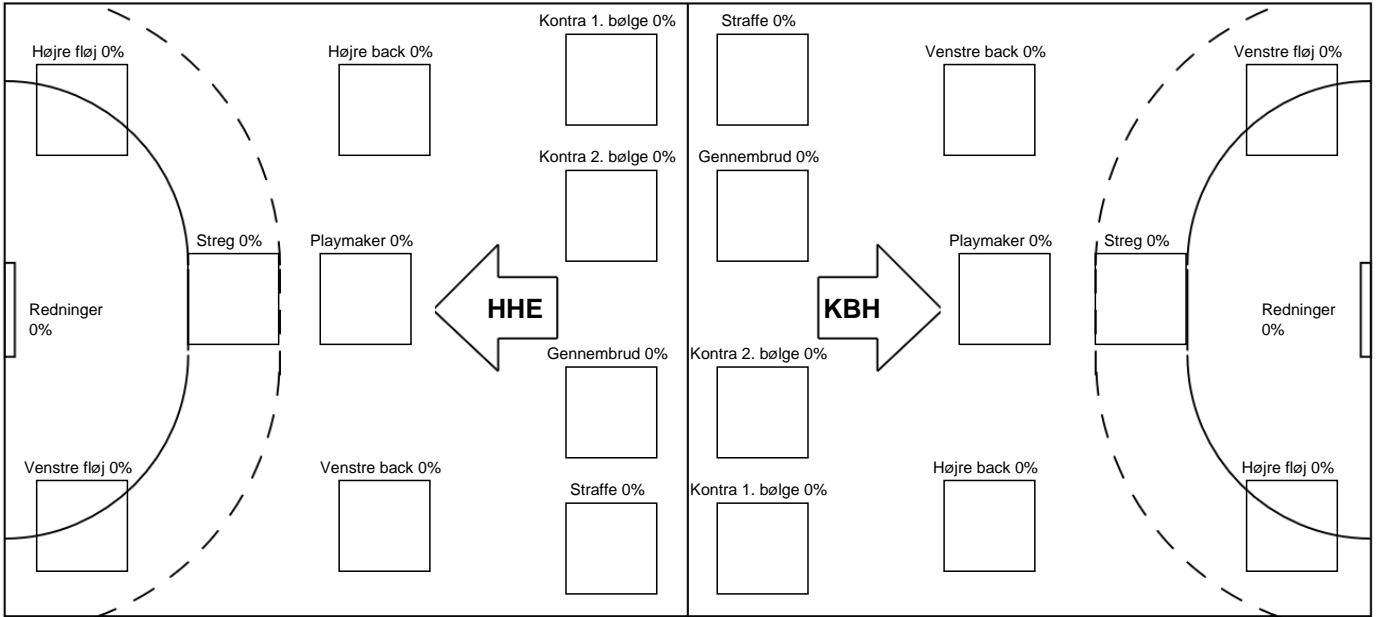 Kontra 1. bølge 0%
Straffe 0%
Højre fløj 0%
Højre back 0%
Venstre back 0%
Venstre fløj 0%
Kontra 2. bølge 0%
Gennembrud 0%
Streg 0%
Playmaker 0%
Playmaker 0%
Streg 0%
Redninger
0%
HHE
KBH
Redninger
0%
Gennembrud 0%
Kontra 2. bølge 0%
Venstre fløj 0%
Venstre back 0%
Straffe 0%
Kontra 1. bølge 0%
Højre back 0%
Højre fløj 0%